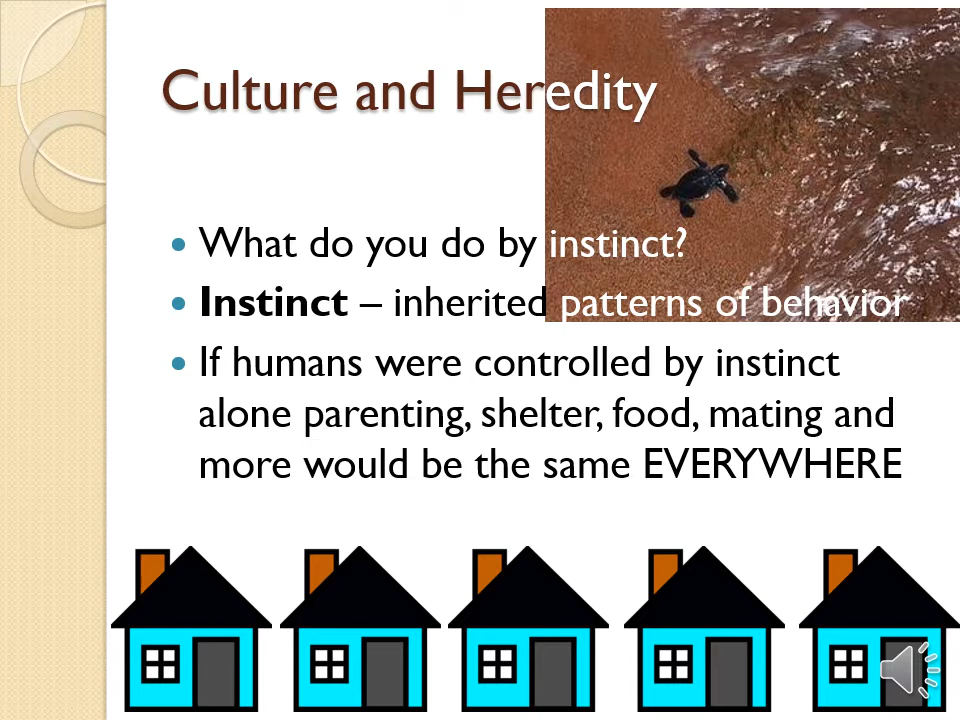 Culture and Heredity
• What do you do by instinct?
• Instinct – inherited patterns of behavior
• If humans were controlled by instinct
alone parenting, shelter, food, mating and
more would be the same EVERYWHERE